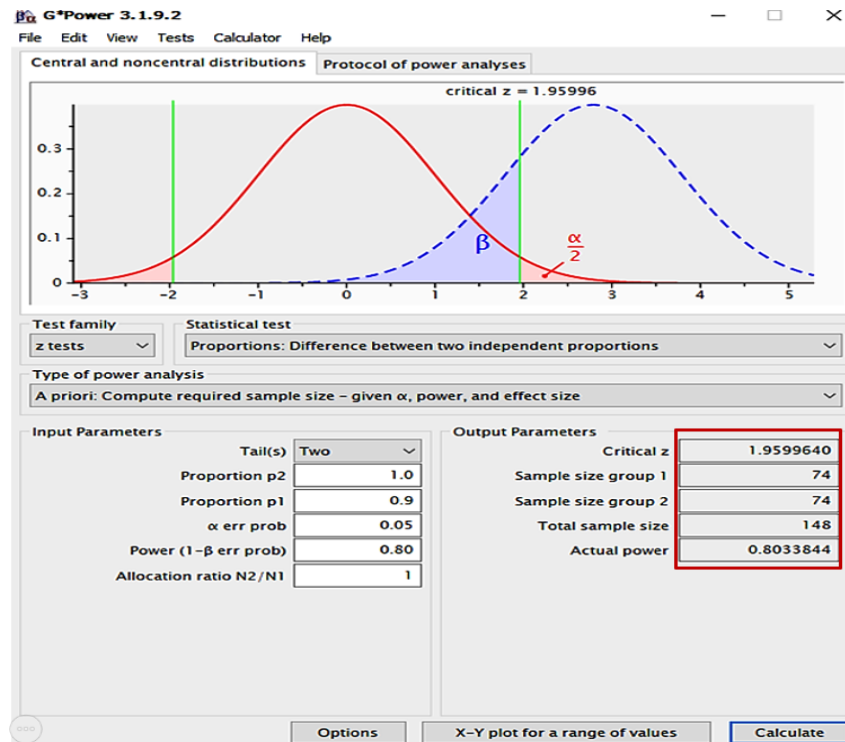 G*Power 3.1.9.2
File Edit View Tests Calculator Help
Central and noncentral distributions Protocol of power analyses
critical z = 1.95996
0.3
0.2
0.1
0
-3 -2 -1 0 1 2 3 4 5
β
α
2
Test family Statistical test
z tests Proportions: Difference between two independent proportions
Type of power analysis
A priori: Compute required sample size - given α, power, and effect size
Input Parameters Output Parameters
Tail(s) Two Critical z 1.9599640
Proportion p2 1.0 Sample size group 1 74
Proportion p1 0.9 Sample size group 2 74
α err prob 0.05 Total sample size 148
Power (1-β err prob) 0.80 Actual power 0.8033844
Allocation ratio N2/N1 1
Options X-Y plot for a range of values Calculate